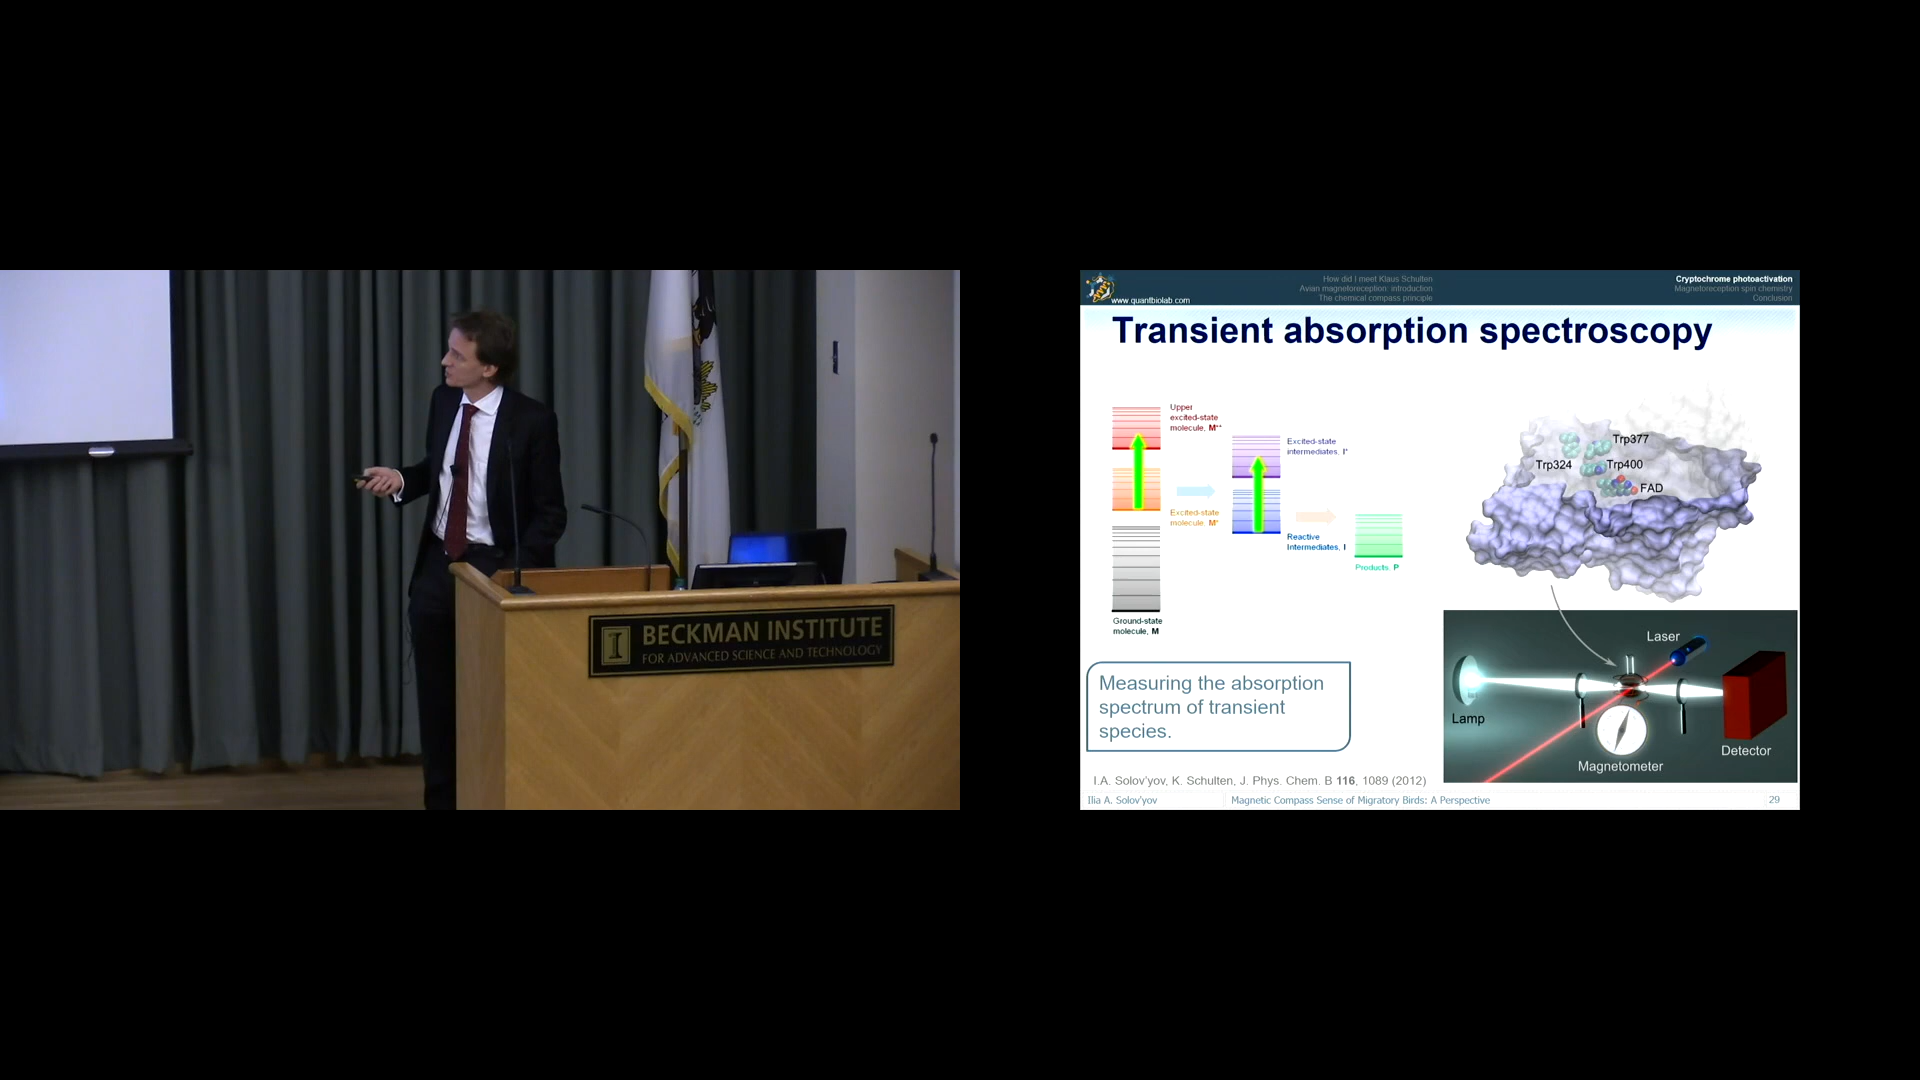 BECKMAN INSTITUTE
FOR ADVANCED SCIENCE AND TECHNOLOGY
www.quantbiolab.com
How did I meet Klaus Schulten
Avian magnetoreception: introduction
The chemical compass principle
Cryptochrome photoactivation
Magnetoreception spin chemistry
Conclusion
Transient absorption spectroscopy
Upper
excited-state
molecule, M**
Excited-state
intermediates, I*
Excited-state
molecule, M*
Reactive
Intermediates, I
Products, P
Ground-state
molecule, M
Trp377
Trp324
Trp400
FAD
Measuring the absorption
spectrum of transient
species.
Laser
Lamp
Detector
Magnetometer
I.A. Solov'yov, K. Schulten, J. Phys. Chem. B 116, 1089 (2012)
Ilia A. Solov'yov
Magnetic Compass Sense of Migratory Birds: A Perspective
29